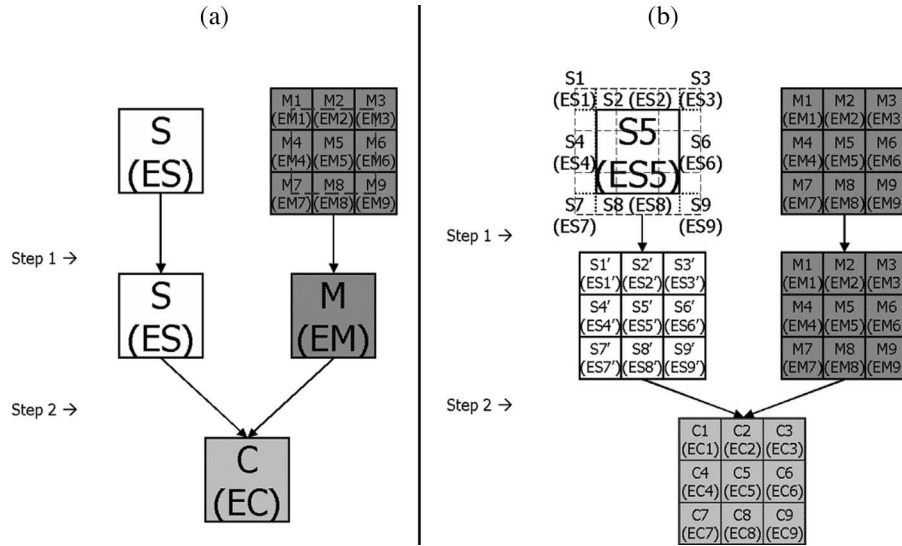 (a)
S
(ES)
M1 M2 M3
(EM1) (EM2) (EM3)
M4 M5 M6
(EM4) (EM5) (EM6)
M7 M8 M9
(EM7) (EM8) (EM9)
Step 1 →
S
(ES)
M
(EM)
Step 2 →
C
(EC)
(b)
S1 S3
(ES1) S2 (ES2) (ES3)
S4 S5 S6
(ES4) (ES5) (ES6)
S7 S8 (ES8) S9
(ES7) (ES9)
M1 M2 M3
(EM1) (EM2) (EM3)
M4 M5 M6
(EM4) (EM5) (EM6)
M7 M8 M9
(EM7) (EM8) (EM9)
Step 1 →
S1' S2' S3'
(ES1') (ES2') (ES3')
S4' S5' S6'
(ES4') (ES5') (ES6')
S7' S8' S9'
(ES7') (ES8') (ES9')
M1 M2 M3
(EM1) (EM2) (EM3)
M4 M5 M6
(EM4) (EM5) (EM6)
M7 M8 M9
(EM7) (EM8) (EM9)
Step 2 →
C1 C2 C3
(EC1) (EC2) (EC3)
C4 C5 C6
(EC4) (EC5) (EC6)
C7 C8 C9
(EC7) (EC8) (EC9)